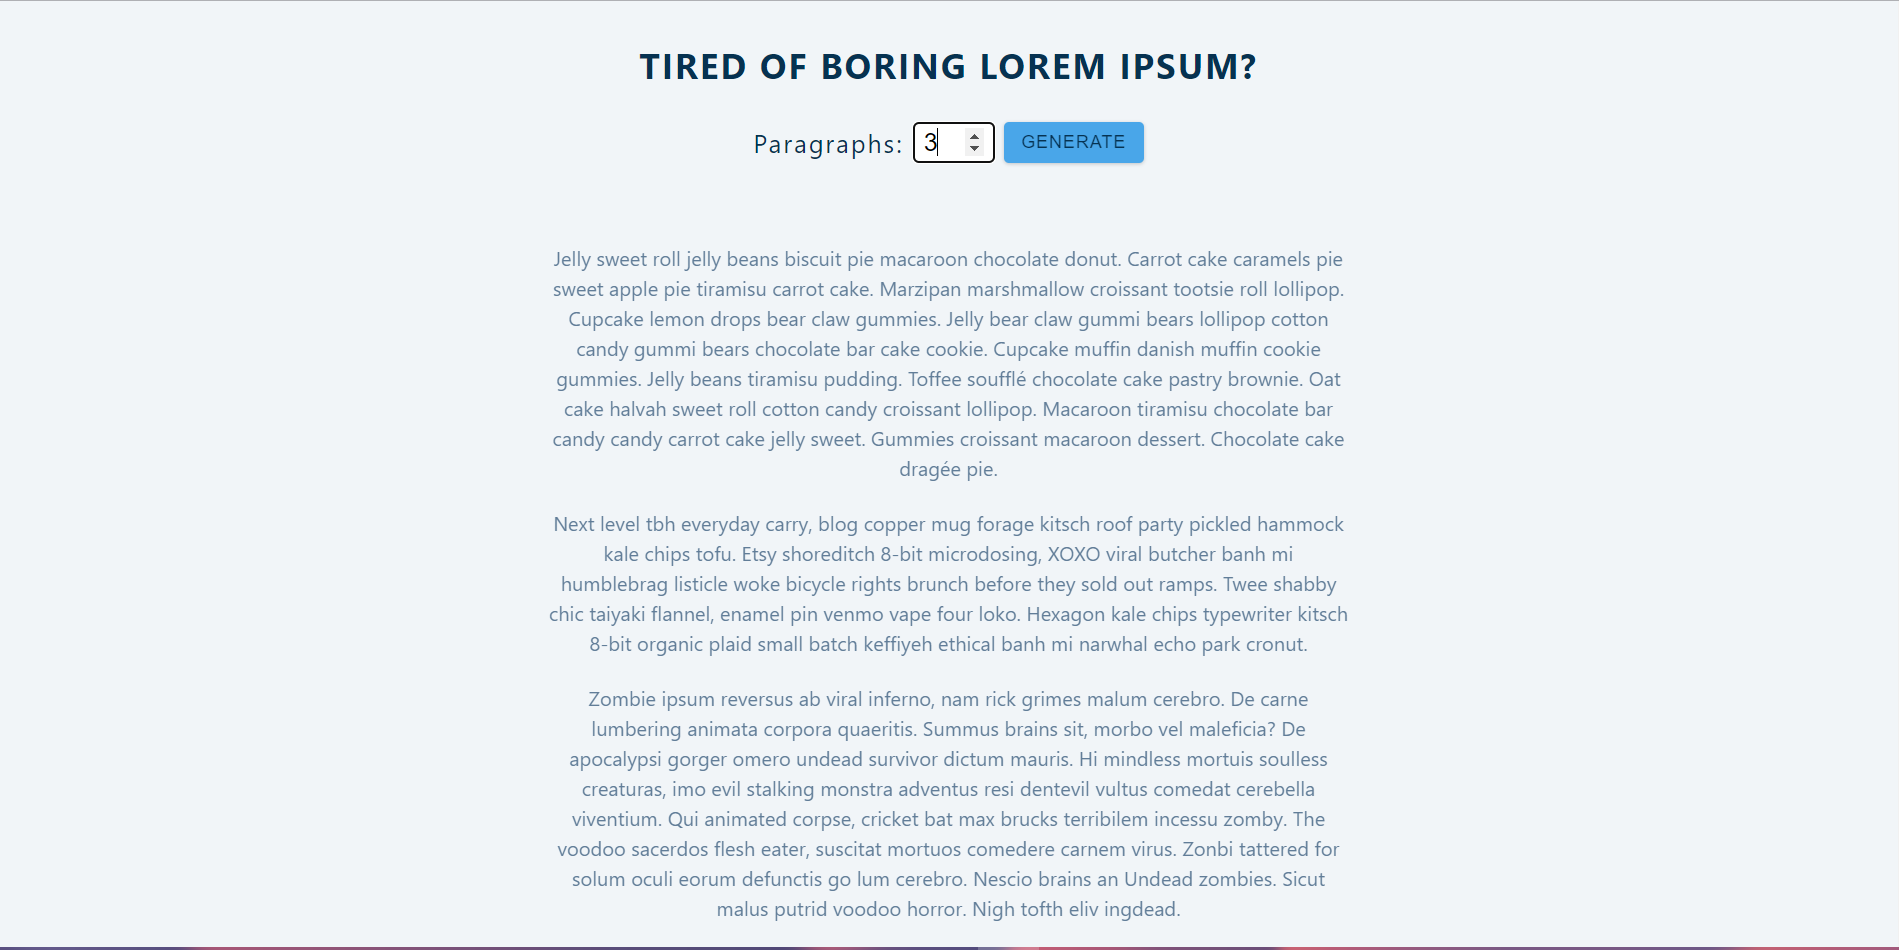 TIRED OF BORING LOREM IPSUM?
Paragraphs: 3 GENERATE
Jelly sweet roll jelly beans biscuit pie macaroon chocolate donut. Carrot cake caramels pie
sweet apple pie tiramisu carrot cake. Marzipan marshmallow croissant tootsie roll lollipop.
Cupcake lemon drops bear claw gummies. Jelly bear claw gummi bears lollipop cotton
candy gummi bears chocolate bar cake cookie. Cupcake muffin danish muffin cookie
gummies. Jelly beans tiramisu pudding. Toffee soufflé chocolate cake pastry brownie. Oat
cake halvah sweet roll cotton candy croissant lollipop. Macaroon tiramisu chocolate bar
candy candy carrot cake jelly sweet. Gummies croissant macaroon dessert. Chocolate cake
dragée pie.
Next level tbh everyday carry, blog copper mug forage kitsch roof party pickled hammock
kale chips tofu. Etsy shoreditch 8-bit microdosing, XOXO viral butcher banh mi
humblebrag listicle woke bicycle rights brunch before they sold out ramps. Twee shabby
chic taiyaki flannel, enamel pin venmo vape four loko. Hexagon kale chips typewriter kitsch
8-bit organic plaid small batch keffiyeh ethical banh mi narwhal echo park cronut.
Zombie ipsum reversus ab viral inferno, nam rick grimes malum cerebro. De carne
lumbering animata corpora quaeritis. Summus brains sit, morbo vel maleficia? De
apocalypsi gorger omero undead survivor dictum mauris. Hi mindless mortuis soulless
creaturas, imo evil stalking monstra adventus resi dentevil vultus comedat cerebella
viventium. Qui animated corpse, cricket bat max brucks terribilem incessu zomby. The
voodoo sacerdos flesh eater, suscitat mortuos comedere carnem virus. Zonbi tattered for
solum oculi eorum defunctis go lum cerebro. Nescio brains an Undead zombies. Sicut
malus putrid voodoo horror. Nigh tofth eliv ingdead.